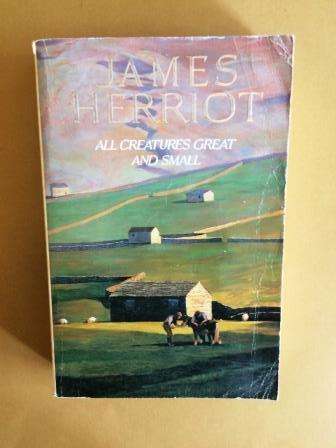 JAMES
HERRIOT
ALL CREATURES GREAT
AND SMALL